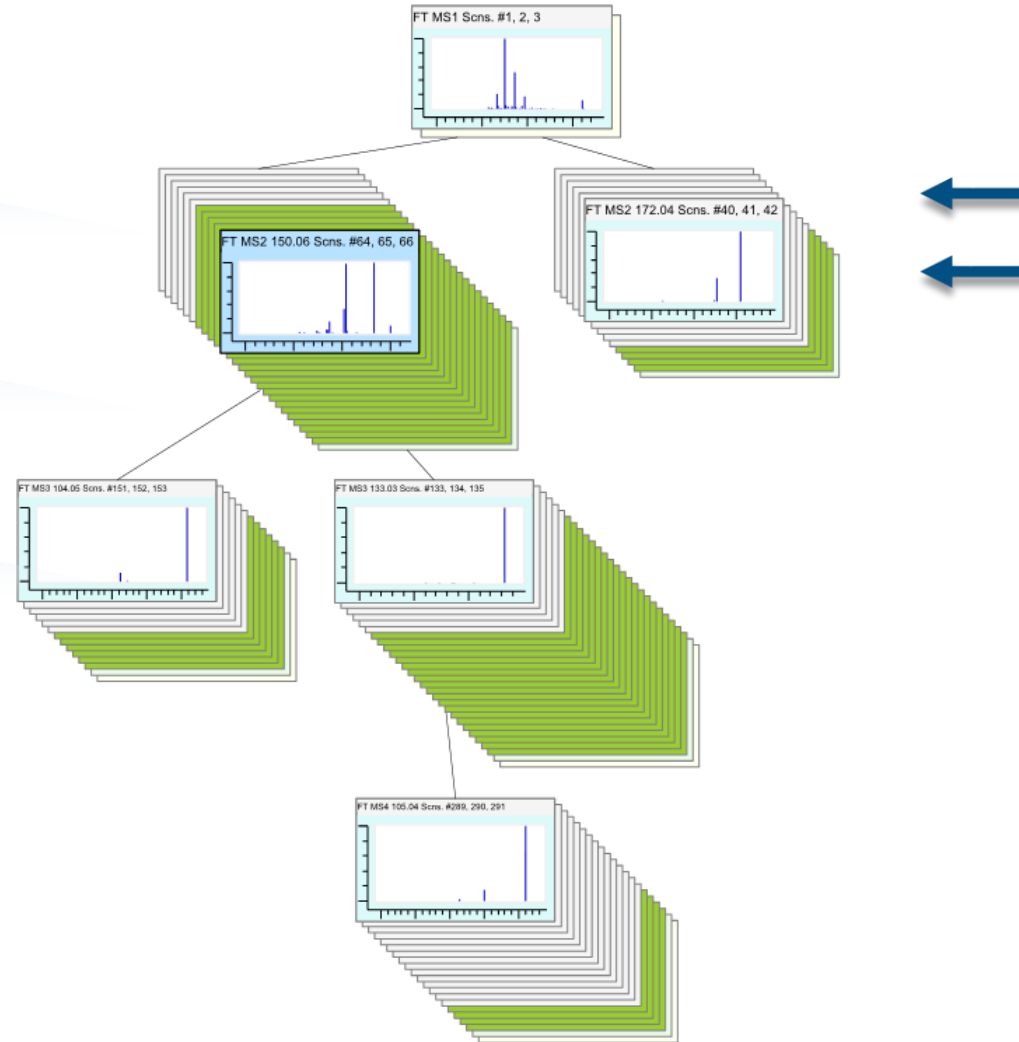 FT MS1 Scns. #1, 2, 3
FT MS2 172.04 Scns. #40, 41, 42
FT MS2 150.06 Scns. #64, 65, 66
FT MS3 104.05 Scns. #151, 152, 153
FT MS3 133.03 Scns. #133, 134, 135
FT MS4 105.04 Scns. #289, 290, 291